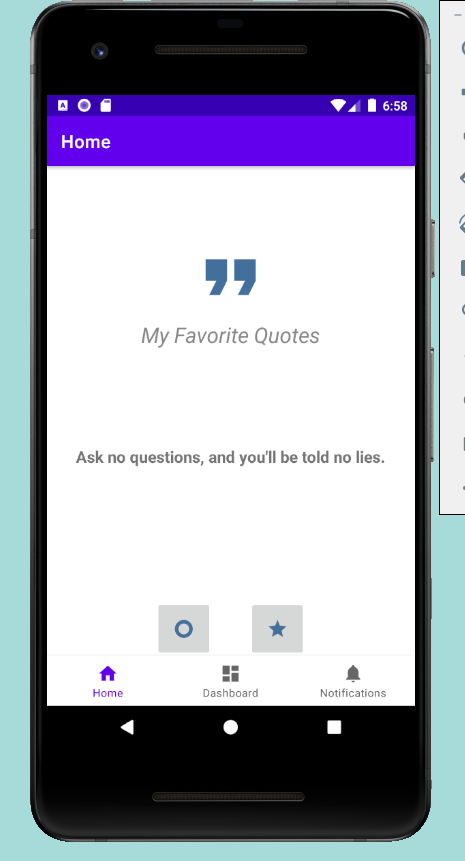 6:58
Home
My Favorite Quotes
Ask no questions, and you'll be told no lies.
Home
Dashboard
Notifications